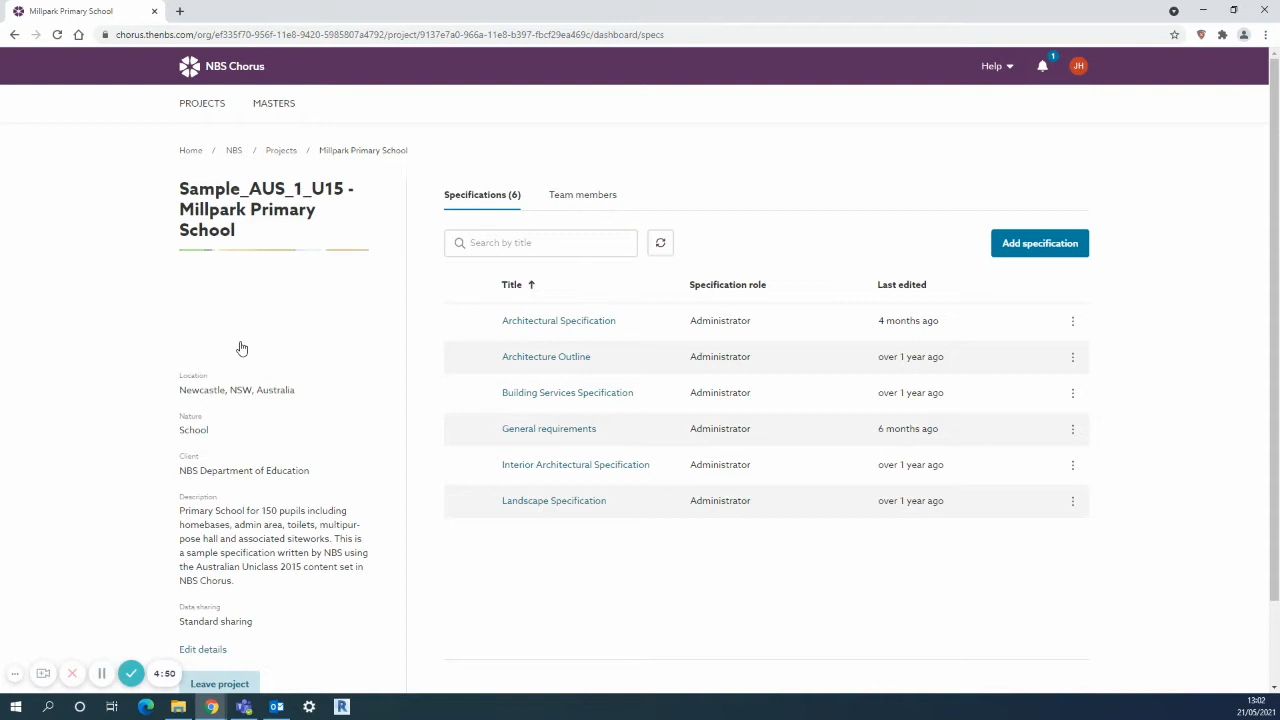 Millpark Primary School
chorus.thenbs.com/org/ef335f70-956f-11e8-9420-5985807a4792/project/9137e7a0-966a-11e8-b397-fbcf29ea469c/dashboard/specs
NBS Chorus
Help
1
JH
PROJECTS
MASTERS
Home / NBS / Projects / Millpark Primary School
Sample_AUS_1_U15 -
Millpark Primary
School
Location
Newcastle, NSW, Australia
Nature
School
Client
NBS Department of Education
Description
Primary School for 150 pupils including
homebases, admin area, toilets, multipur-
pose hall and associated siteworks. This is
a sample specification written by NBS using
the Australian Uniclass 2015 content set in
NBS Chorus.
Data sharing
Standard sharing
Edit details
Leave project
Specifications (6)
Team members
Search by title
Add specification
Title Specification role Last edited
Architectural Specification Administrator 4 months ago
Architecture Outline Administrator over 1 year ago
Building Services Specification Administrator over 1 year ago
General requirements Administrator 6 months ago
Interior Architectural Specification Administrator over 1 year ago
Landscape Specification Administrator over 1 year ago
4:50
13:02
21/05/2021